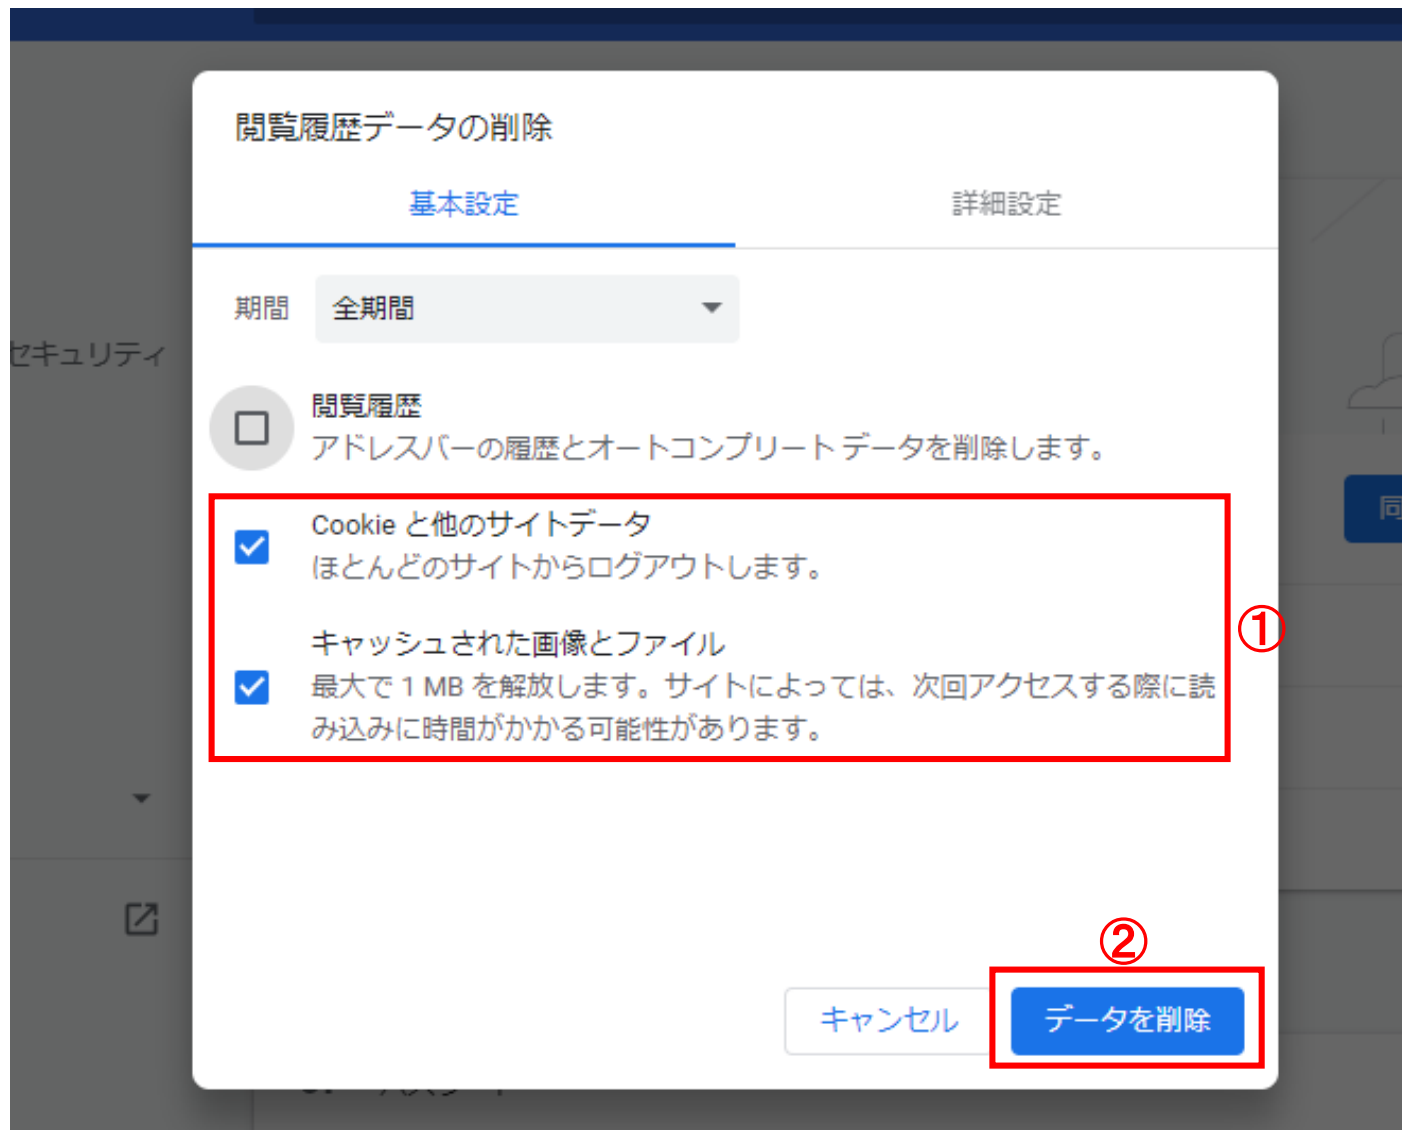 閲覧履歴データの削除
基本設定
詳細設定
期間
全期間
セキュリティ
閲覧履歴
アドレスバーの履歴とオートコンプリート データを削除します。
同
Cookie と他のサイトデータ
ほとんどのサイトからログアウトします。
①
キャッシュされた画像とファイル
最大で 1 MB を解放します。サイトによっては、次回アクセスする際に読
み込みに時間がかかる可能性があります。
②
キャンセル
データを削除